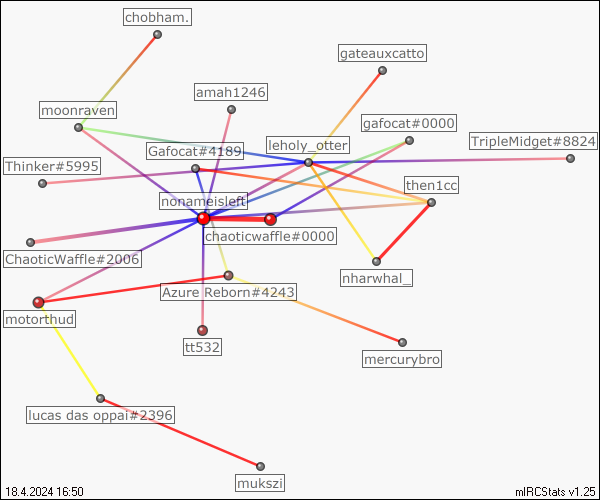 chobham.
gateauxcatto
amah1246
moonraven
gafocat#0000
leholy_otter
Gafocat#4189
TripleMidget#8824
Thinker#5995
then1cc
nonameisleft
chaoticwaffle#0000
ChaoticWaffle#2006
nharwhal_
Azure Reborn#4243
motorthud
tt532
mercurybro
lucas das oppai#2396
mukszi
18.4.2024 16:50
mIRCStats v1.25